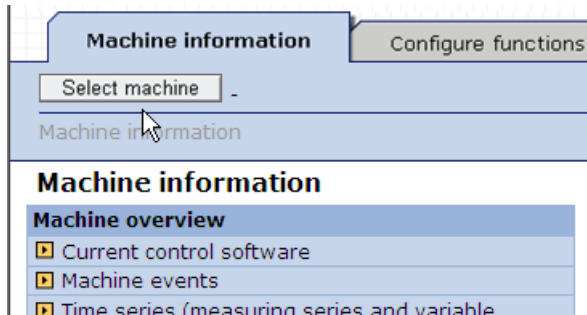 Machine information Configure functions
Select machine -
Machine information
Machine information
Machine overview
Current control software
Machine events
Time series (measuring series and variable